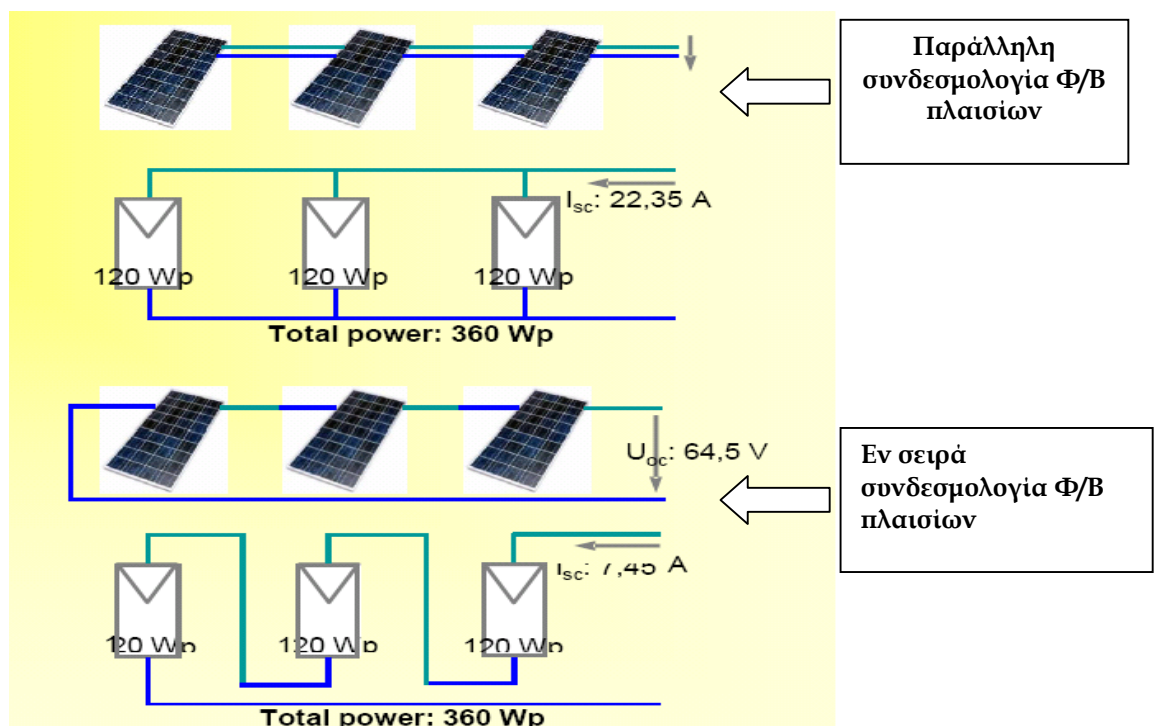 Παράλληλη
συνδεσμολογία Φ/Β
πλαισίων
Isc: 22,35 A
120 Wp 120 Wp 120 Wp
Total power: 360 Wp
Uoc: 64,5 V
Εν σειρά
συνδεσμολογία Φ/Β
πλαισίων
Isc: 7,45 A
120 Wp 120 Wp 120 Wp
Total power: 360 Wp